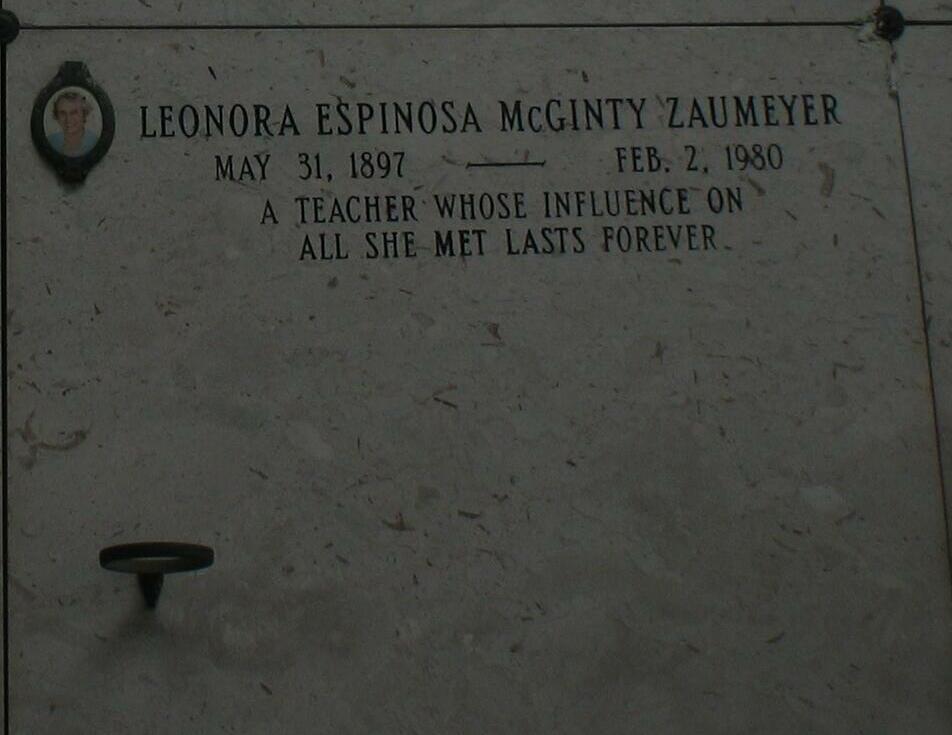 LEONORA ESPINOSA McGINTY ZAUMEYER
MAY 31, 1897 — FEB. 2, 1980
A TEACHER WHOSE INFLUENCE ON
ALL SHE MET LASTS FOREVER